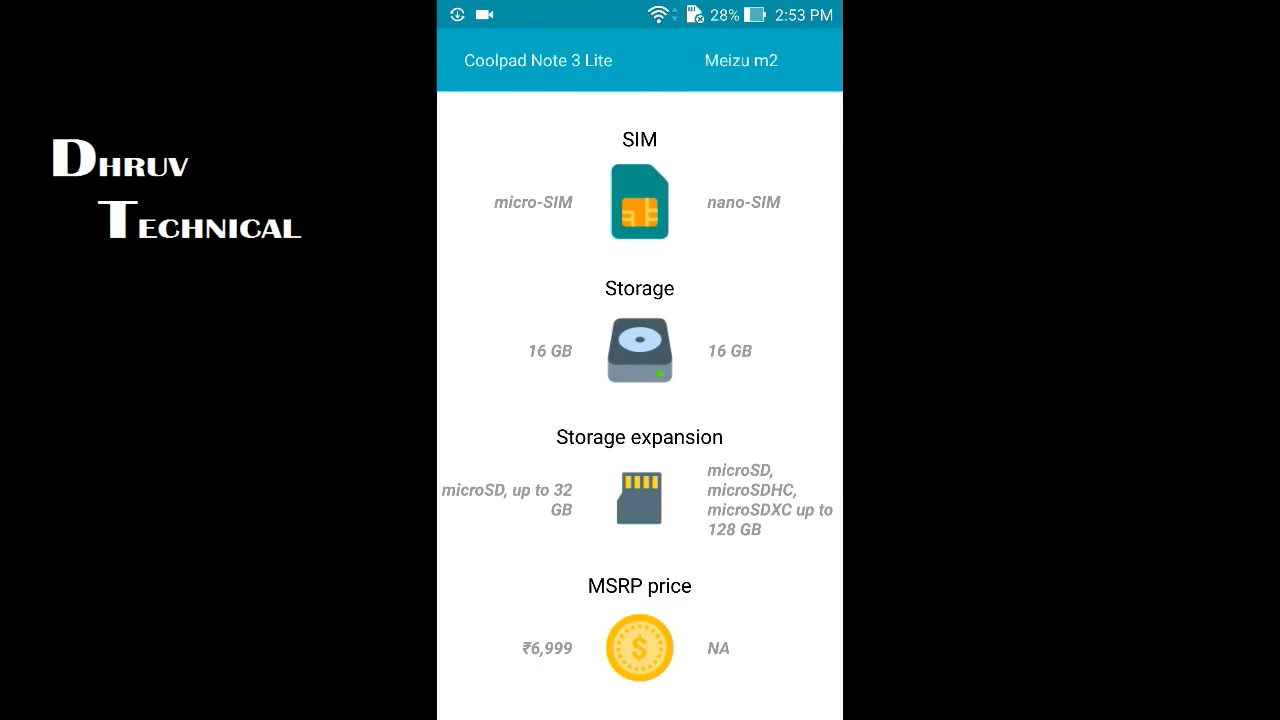 28% 2:53 PM
Coolpad Note 3 Lite Meizu m2
DHRUV
TECHNICAL
SIM
micro-SIM nano-SIM
Storage
16 GB 16 GB
Storage expansion
microSD, up to 32
GB
microSD,
microSDHC,
microSDXC up to
128 GB
MSRP price
₹6,999 $ NA